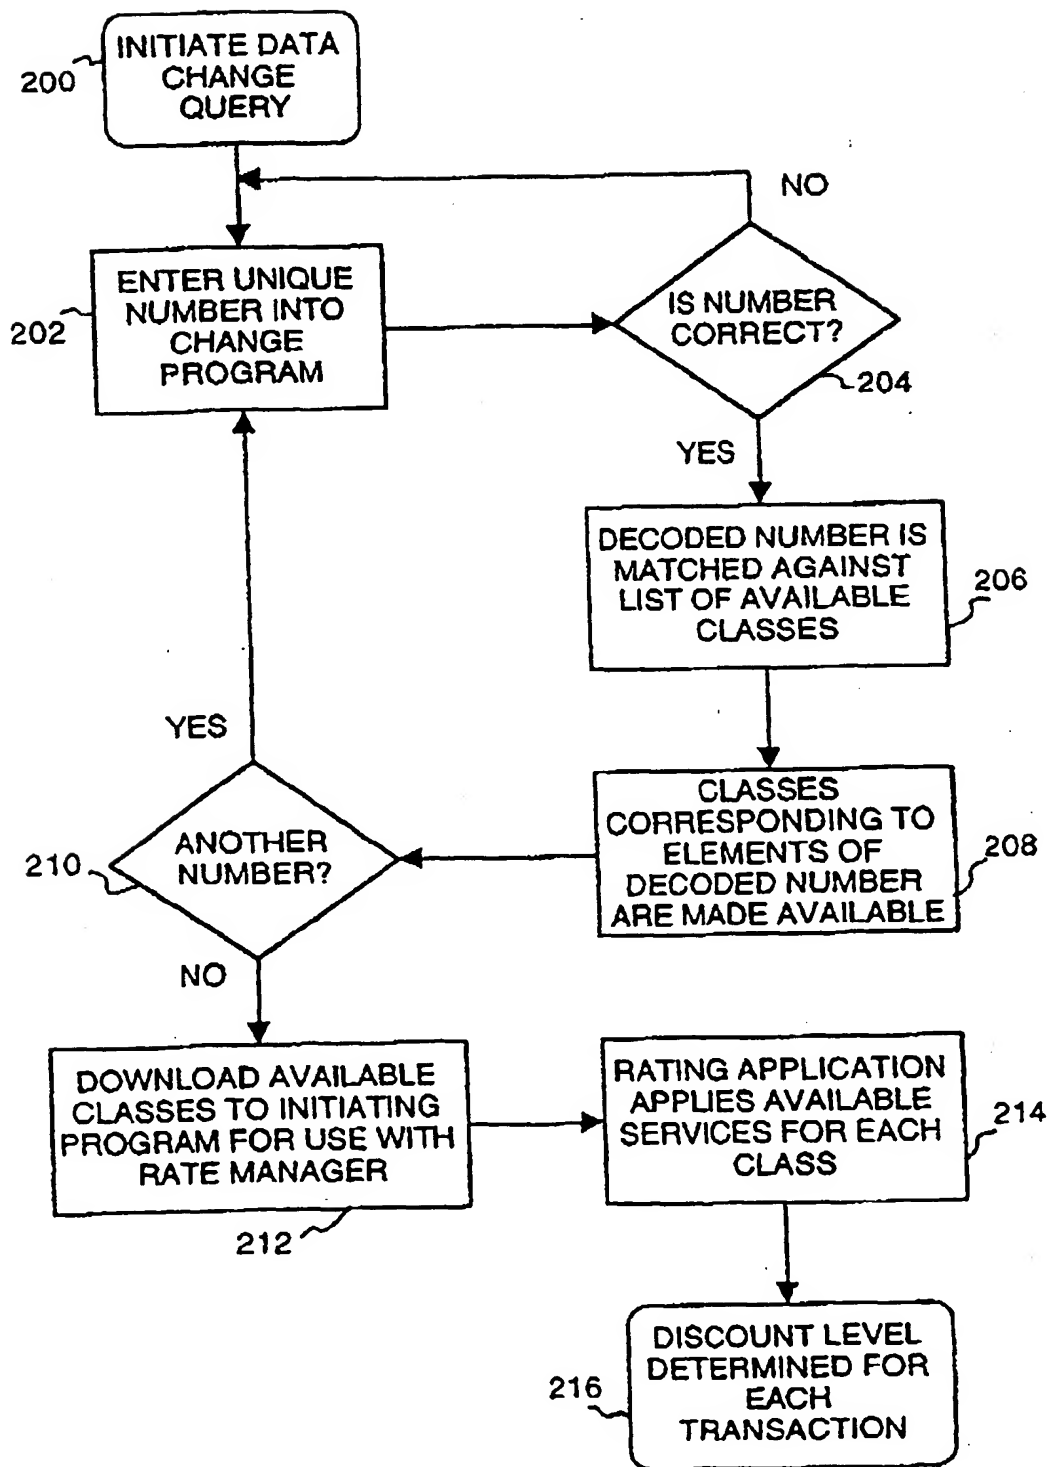 INITIATE DATA
CHANGE
QUERY
200
NO
ENTER UNIQUE
NUMBER INTO
CHANGE
PROGRAM
202
IS NUMBER
CORRECT?
204
YES
DECODED NUMBER IS
MATCHED AGAINST
LIST OF AVAILABLE
CLASSES
206
CLASSES
CORRESPONDING TO
ELEMENTS OF
DECODED NUMBER
ARE MADE AVAILABLE
208
YES
ANOTHER
NUMBER?
210
NO
DOWNLOAD AVAILABLE
CLASSES TO INITIATING
PROGRAM FOR USE WITH
RATE MANAGER
212
RATING APPLICATION
APPLIES AVAILABLE
SERVICES FOR EACH
CLASS
214
DISCOUNT LEVEL
DETERMINED FOR
EACH
TRANSACTION
216